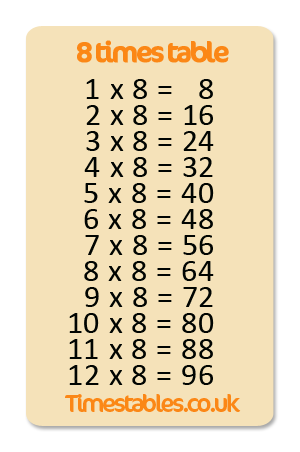 8 times table
1 x 8 = 8
2 x 8 = 16
3 x 8 = 24
4 x 8 = 32
5 x 8 = 40
6 x 8 = 48
7 x 8 = 56
8 x 8 = 64
9 x 8 = 72
10 x 8 = 80
11 x 8 = 88
12 x 8 = 96
Timestables.co.uk